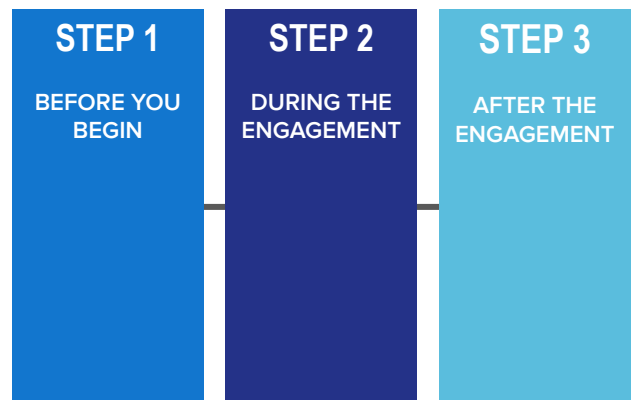 STEP 1
BEFORE YOU
BEGIN
STEP 2
DURING THE
ENGAGEMENT
STEP 3
AFTER THE
ENGAGEMENT